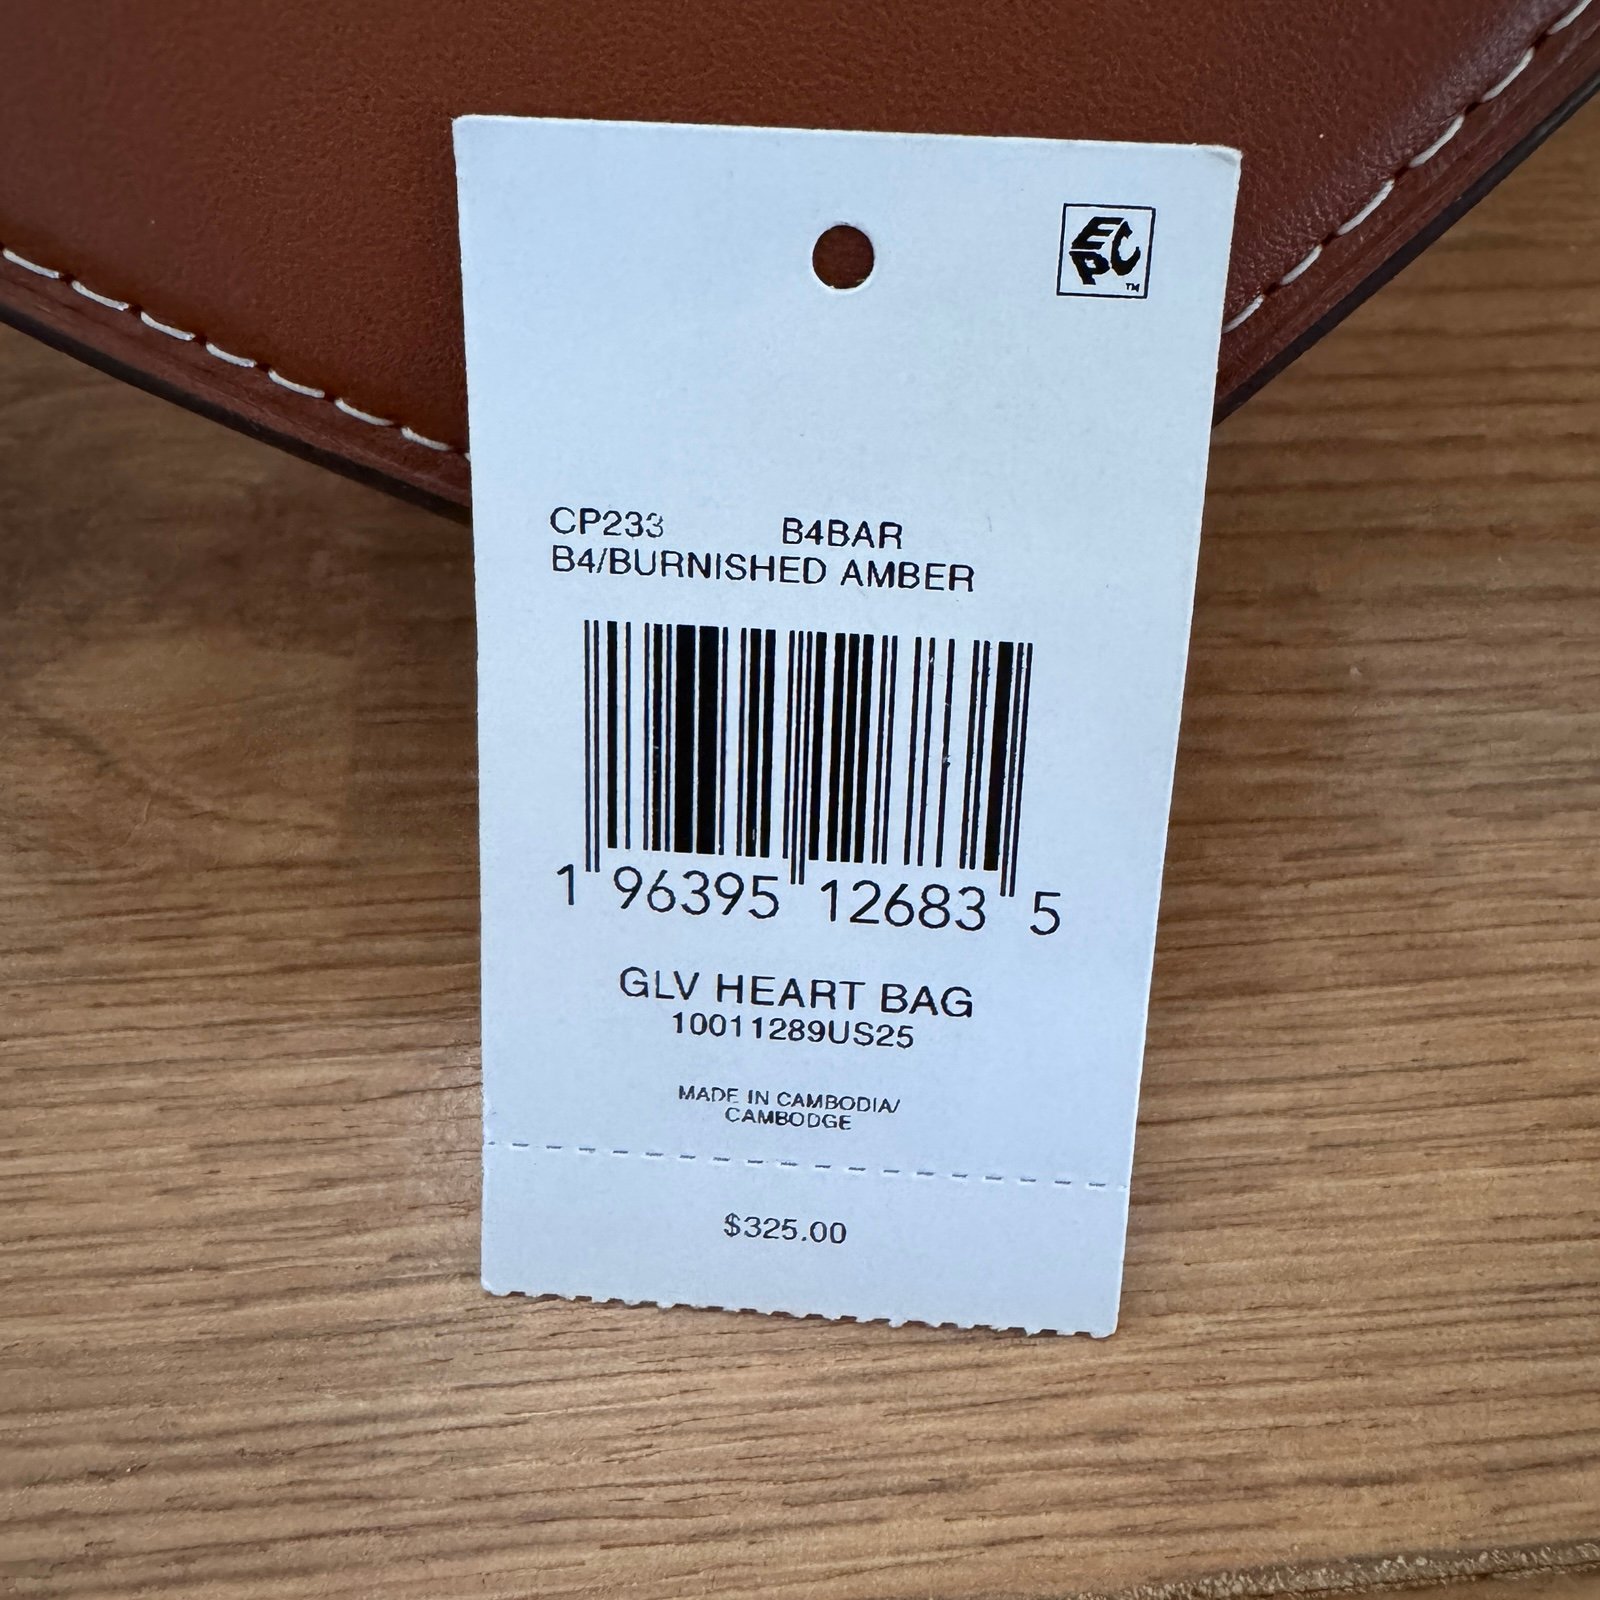 EPC™
CP233 B4BAR
B4/BURNISHED AMBER
1 96395 12683 5
GLV HEART BAG
10011289US25
MADE IN CAMBODIA/
CAMBODGE
$325.00